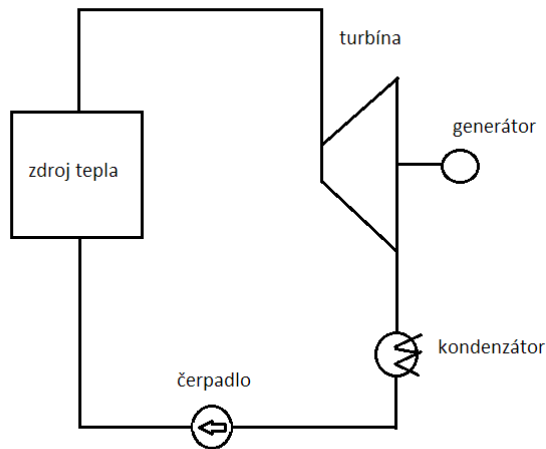 turbína
generátor
zdroj tepla
kondenzátor
čerpadlo